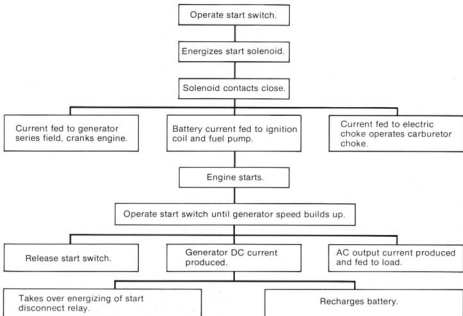 Operate start switch.
Energizes start solenoid.
Solenoid contacts close.
Current fed to generator
series field, cranks engine.
Battery current fed to ignition
coil and fuel pump.
Current fed to electric
choke operates carburetor
choke.
Engine starts.
Operate start switch until generator speed builds up.
Release start switch.
Generator DC current
produced.
AC output current produced
and fed to load.
Takes over energizing of start
disconnect relay.
Recharges battery.